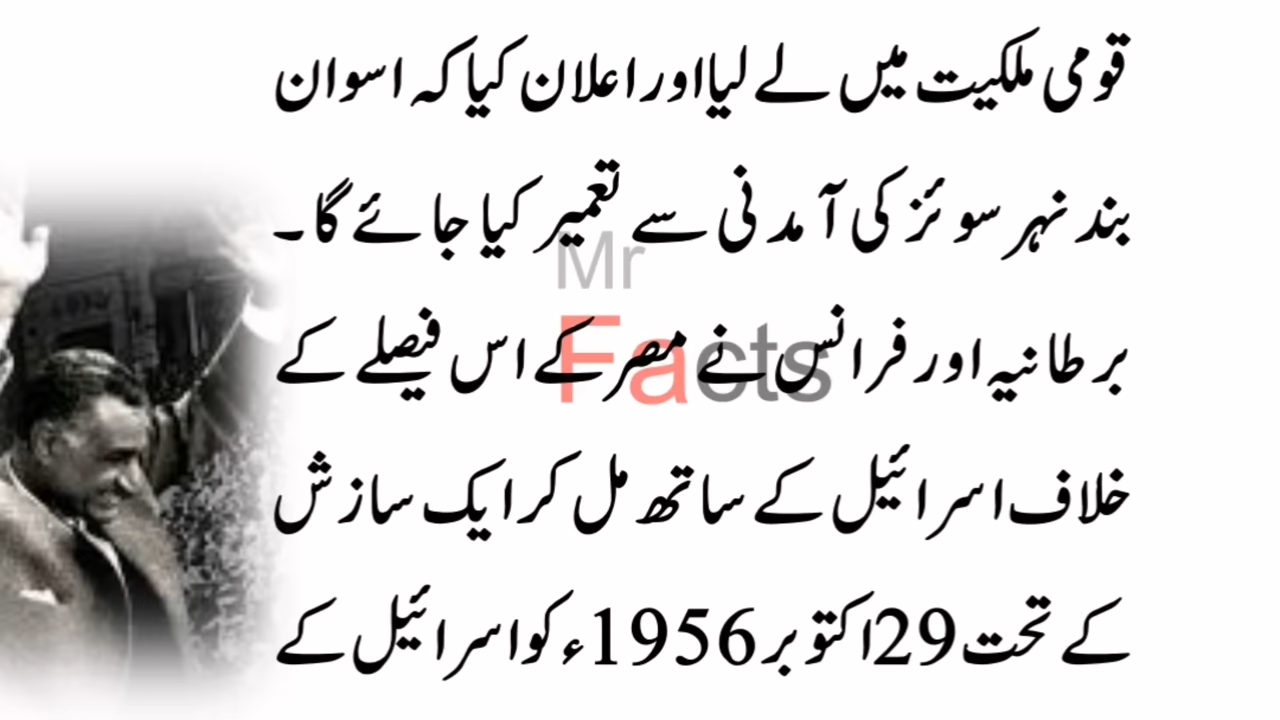 قومی ملکیت میں لے لیا اور اعلان کیا کہ اسوان
بند نہر سوئز کی آمدنی سے تعمیر کیا جائے گا۔
Mr
Facts
برطانیہ اور فرانس نے مصر کے اس فیصلے کے
خلاف اسرائیل کے ساتھ مل کر ایک سازش
کے تحت 29 اکتوبر 1956ء کو اسرائیل کے